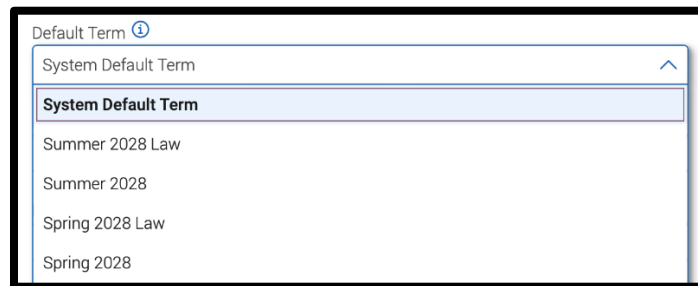 Default Term
System Default Term
System Default Term
Summer 2028 Law
Summer 2028
Spring 2028 Law
Spring 2028